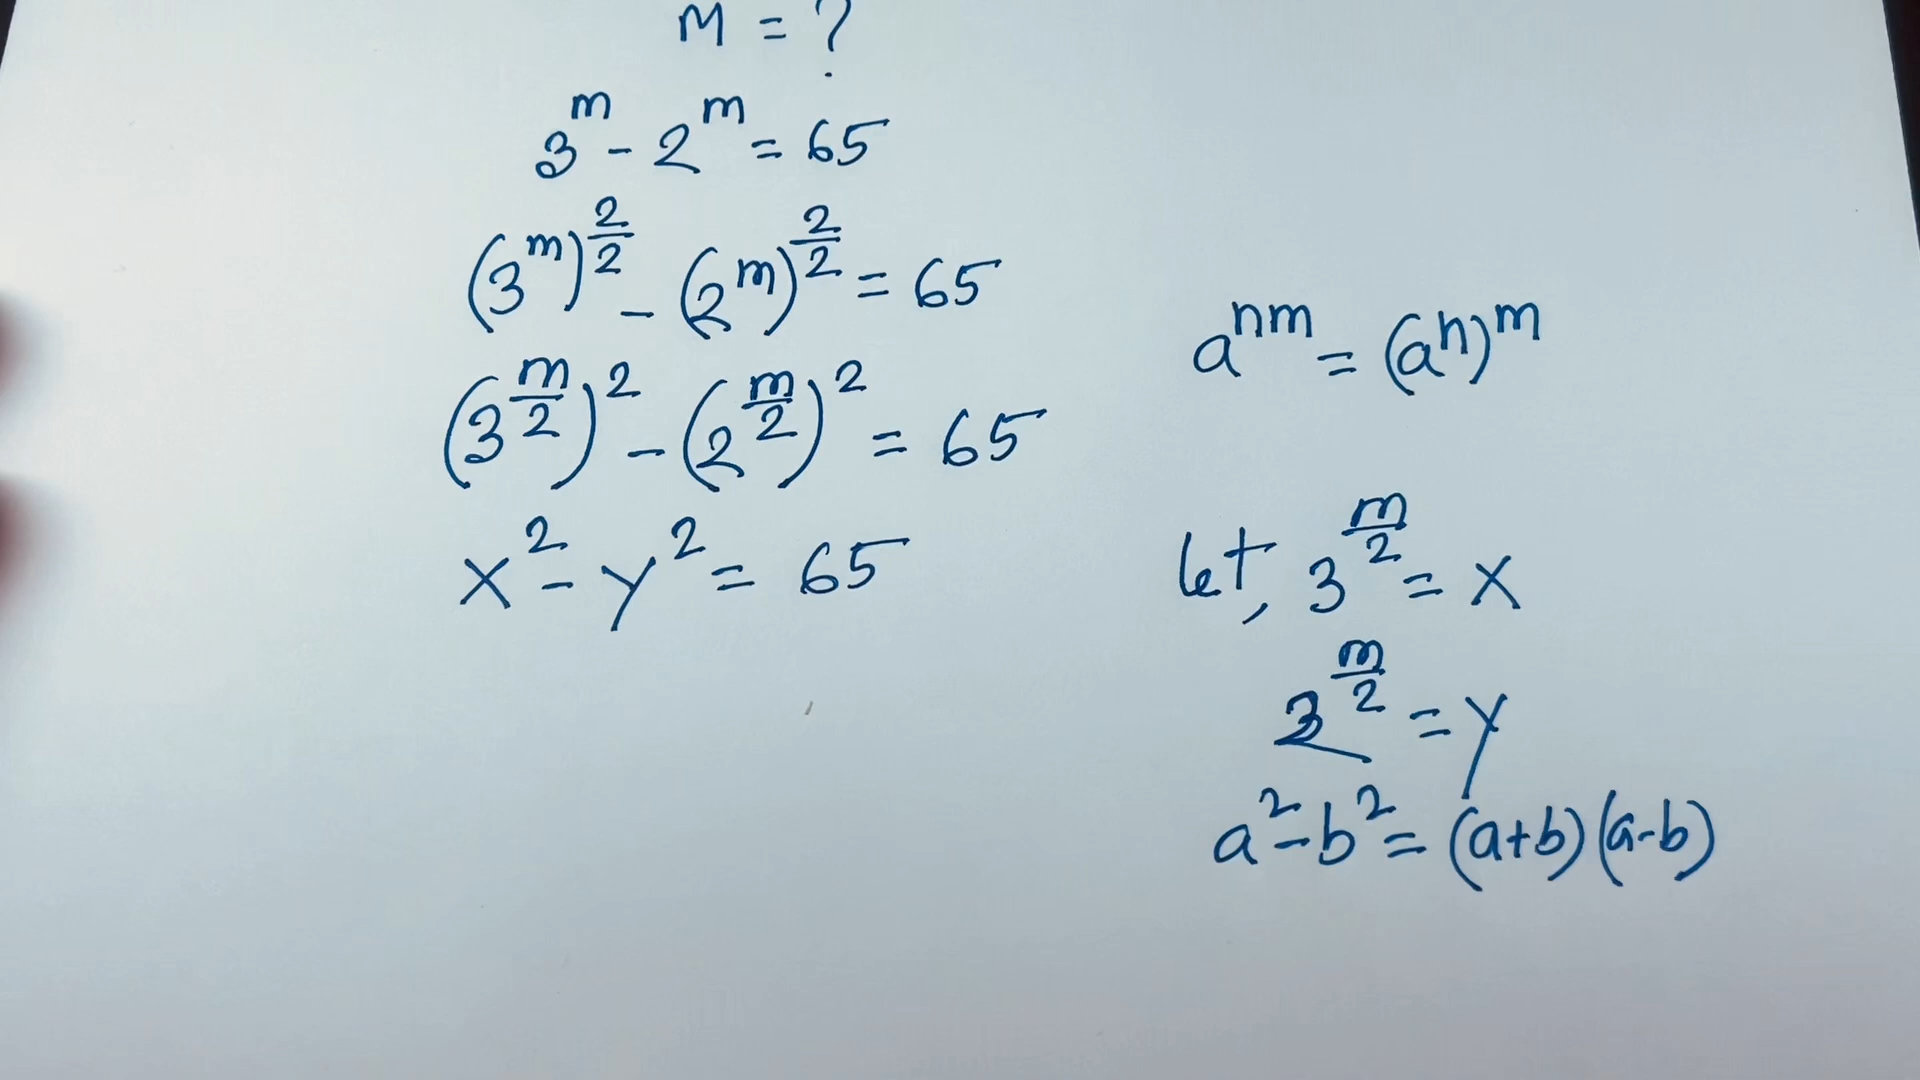 M = ?
3^m - 2^m = 65
(3^m)^(2/2) - (2^m)^(2/2) = 65
(3^(m/2))^2 - (2^(m/2))^2 = 65
x^2 - y^2 = 65
a^(nm) = (a^n)^m
let, 3^(m/2) = x
2^(m/2) = y
a^2 - b^2 = (a+b)(a-b)